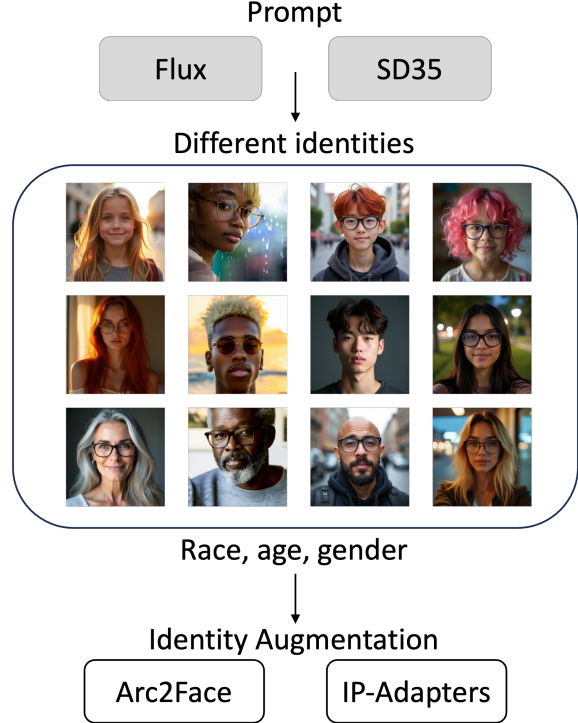 Prompt
Flux
SD35
Different identities
Race, age, gender
Identity Augmentation
Arc2Face
IP-Adapters